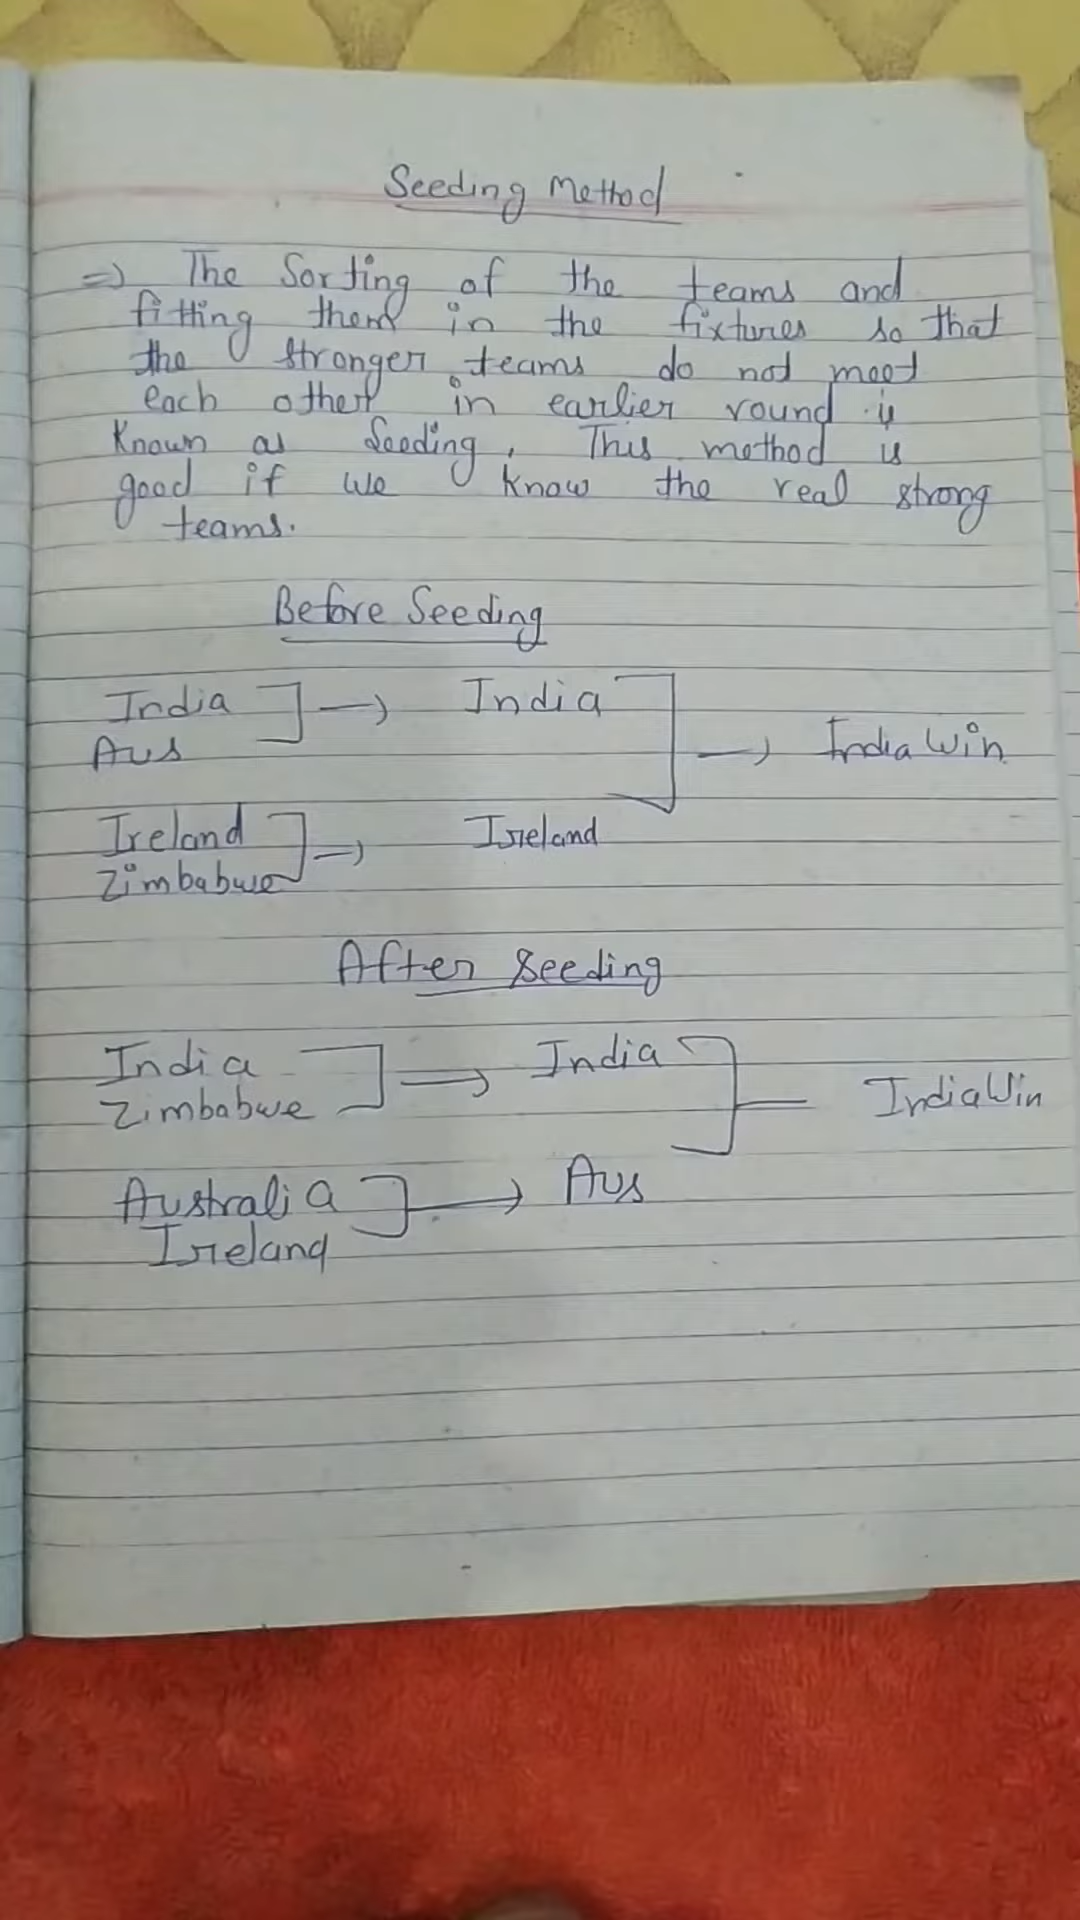 Seeding Method
=> The Sorting of the teams and
fitting them in the fixtures so that
the stronger teams do not meet
each other in earlier round is
Known as Seeding. This method is
good if we know the real strong
teams.
Before Seeding
India ] → India ] → India Win
Aus
Ireland ] → Ireland
Zimbabwe
After Seeding
India ] → India ] — India Win
Zimbabwe
Australia ] → Aus
Ireland